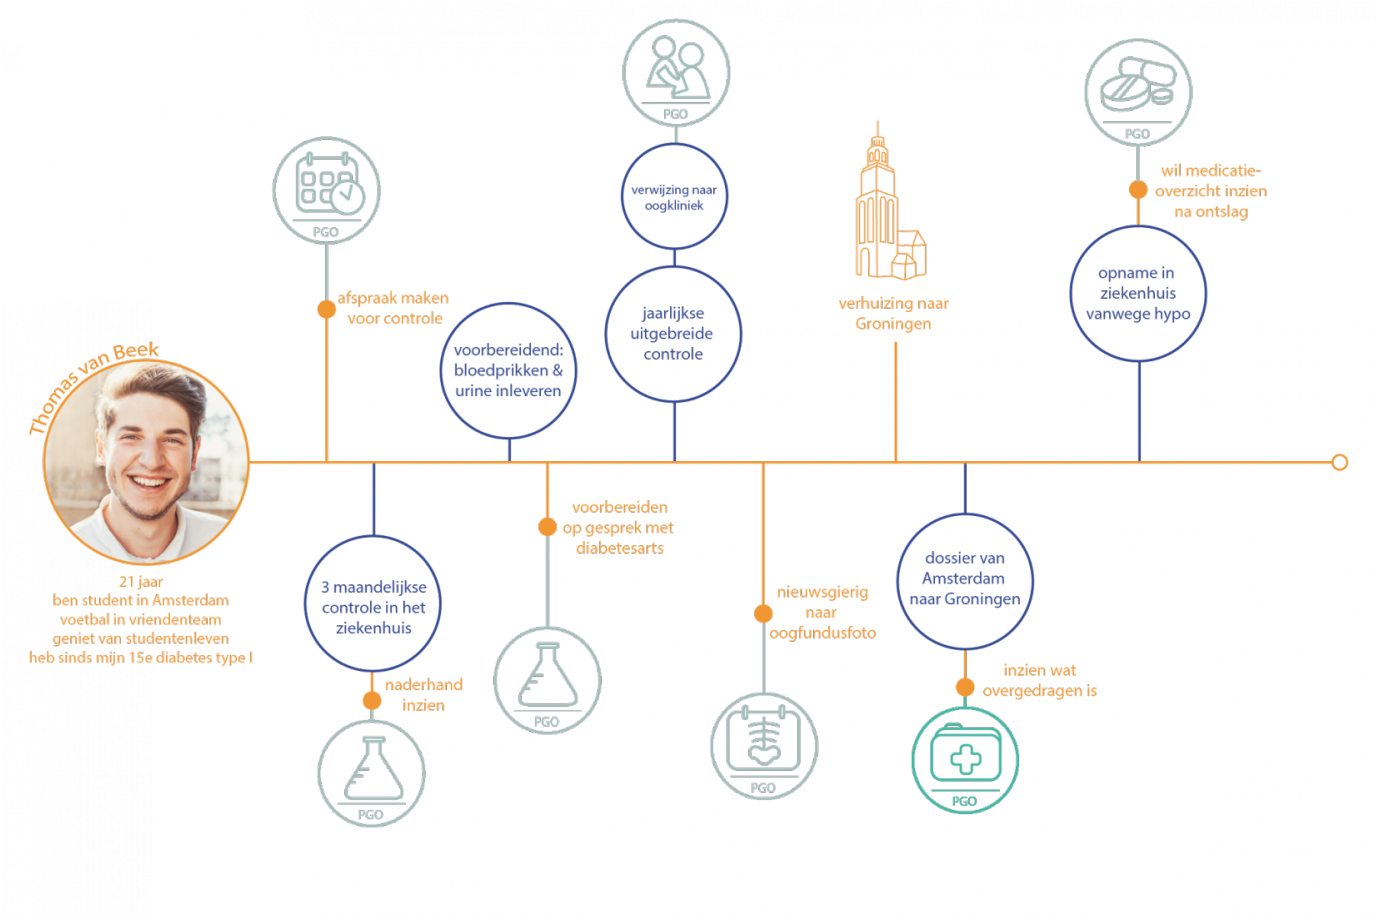 Thomas van Beek
21 jaar
ben student in Amsterdam
voetbal in vriendenteam
geniet van studentenleven
heb sinds mijn 15e diabetes type I
PGO
afspraak maken
voor controle
3 maandelijkse
controle in het
ziekenhuis
naderhand
inzien
PGO
voorbereidend:
bloedprikken &
urine inleveren
voorbereiden
op gesprek met
diabetesarts
PGO
PGO
verwijzing naar
oogkliniek
jaarlijkse
uitgebreide
controle
nieuwsgierig
naar
oogfundusfoto
PGO
verhuizing naar
Groningen
dossier van
Amsterdam
naar Groningen
inzien wat
overgedragen is
PGO
PGO
wil medicatie-
overzicht inzien
na ontslag
opname in
ziekenhuis
vanwege hypo